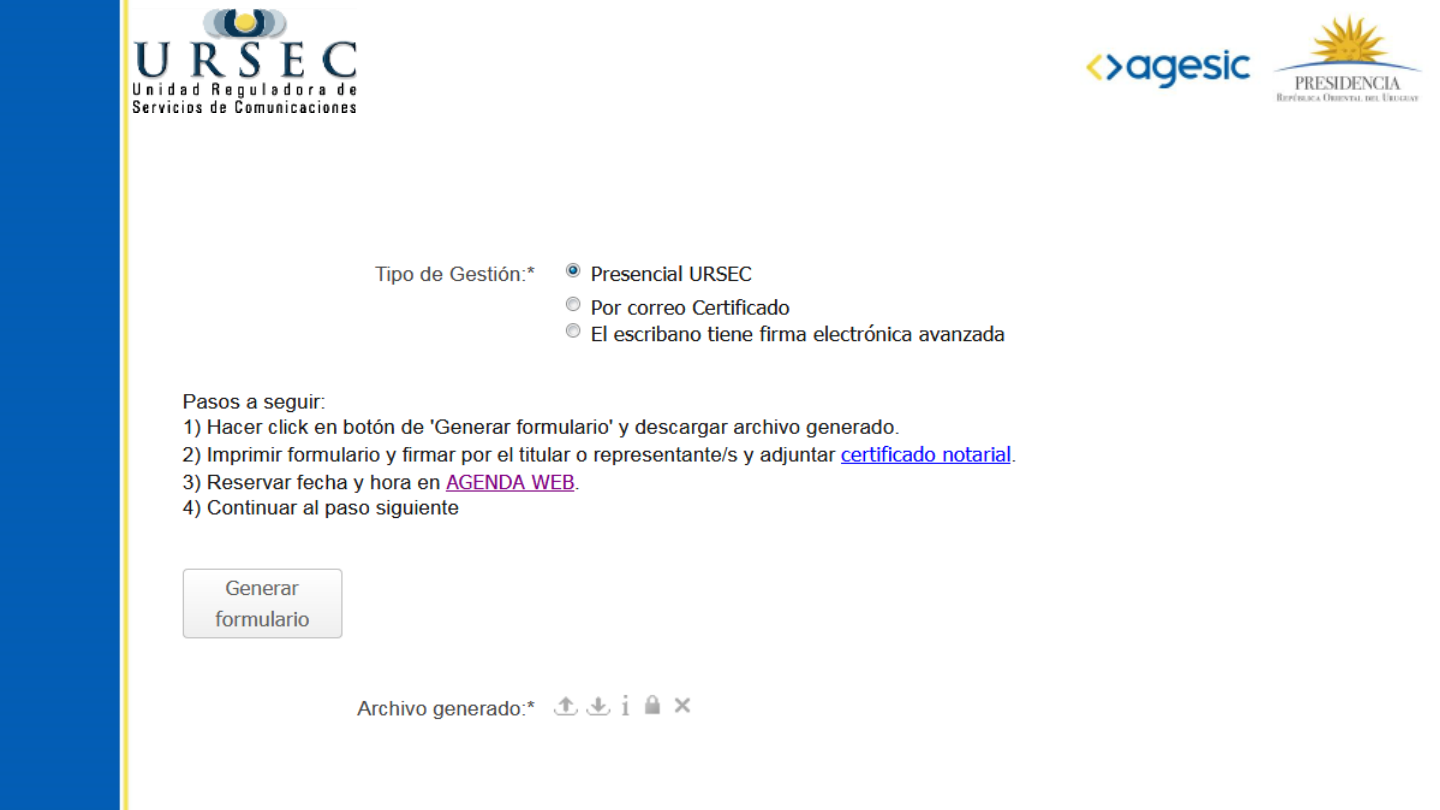 URSEC
Unidad Reguladora de
Servicios de Comunicaciones
<>agesic
PRESIDENCIA
REPÚBLICA ORIENTAL DEL URUGUAY
Tipo de Gestión:*
Presencial URSEC
Por correo Certificado
El escribano tiene firma electrónica avanzada
Pasos a seguir:
1) Hacer click en botón de 'Generar formulario' y descargar archivo generado.
2) Imprimir formulario y firmar por el titular o representante/s y adjuntar certificado notarial.
3) Reservar fecha y hora en AGENDA WEB.
4) Continuar al paso siguiente
Generar
formulario
Archivo generado:*